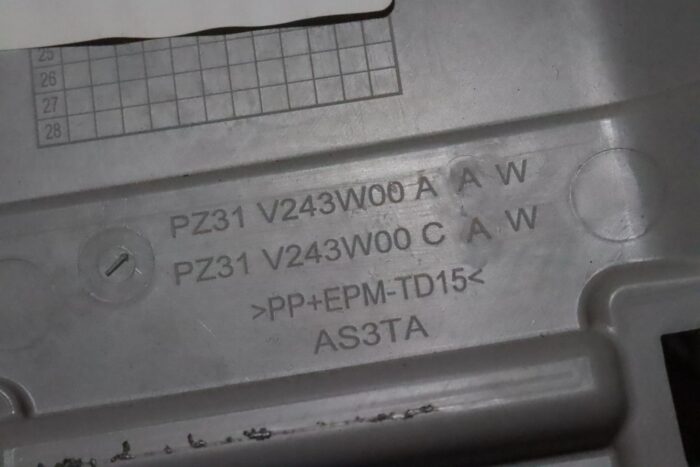 25
26
27
28
PZ31 V243W00 A A W
PZ31 V243W00 C A W
>PP+EPM-TD15<
AS3TA